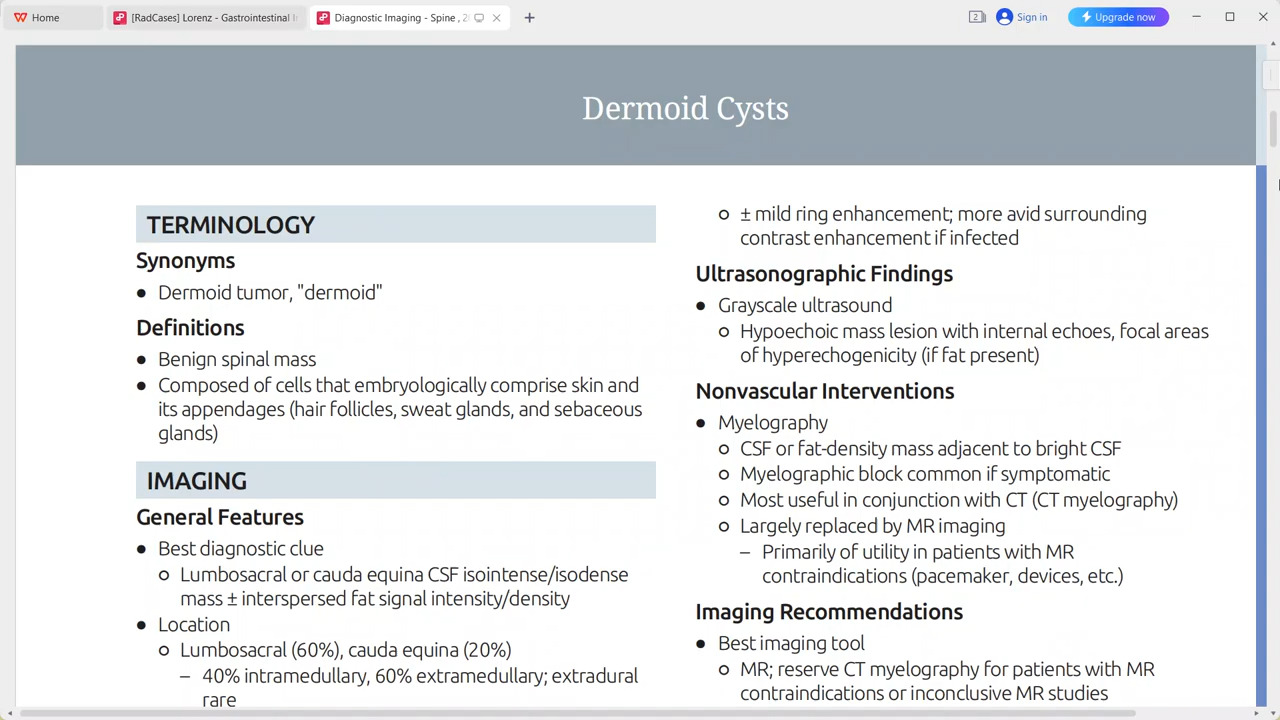 Home
[RadCases] Lorenz - Gastrointestinal I
Diagnostic Imaging - Spine , 2
2
Sign in
Upgrade now
Dermoid Cysts
TERMINOLOGY
Synonyms
● Dermoid tumor, "dermoid"
Definitions
● Benign spinal mass
● Composed of cells that embryologically comprise skin and
its appendages (hair follicles, sweat glands, and sebaceous
glands)
IMAGING
General Features
● Best diagnostic clue
○ Lumbosacral or cauda equina CSF isointense/isodense
mass ± interspersed fat signal intensity/density
● Location
○ Lumbosacral (60%), cauda equina (20%)
– 40% intramedullary, 60% extramedullary; extradural
rare
○ ± mild ring enhancement; more avid surrounding
contrast enhancement if infected
Ultrasonographic Findings
● Grayscale ultrasound
○ Hypoechoic mass lesion with internal echoes, focal areas
of hyperechogenicity (if fat present)
Nonvascular Interventions
● Myelography
○ CSF or fat-density mass adjacent to bright CSF
○ Myelographic block common if symptomatic
○ Most useful in conjunction with CT (CT myelography)
○ Largely replaced by MR imaging
– Primarily of utility in patients with MR
contraindications (pacemaker, devices, etc.)
Imaging Recommendations
● Best imaging tool
○ MR; reserve CT myelography for patients with MR
contraindications or inconclusive MR studies